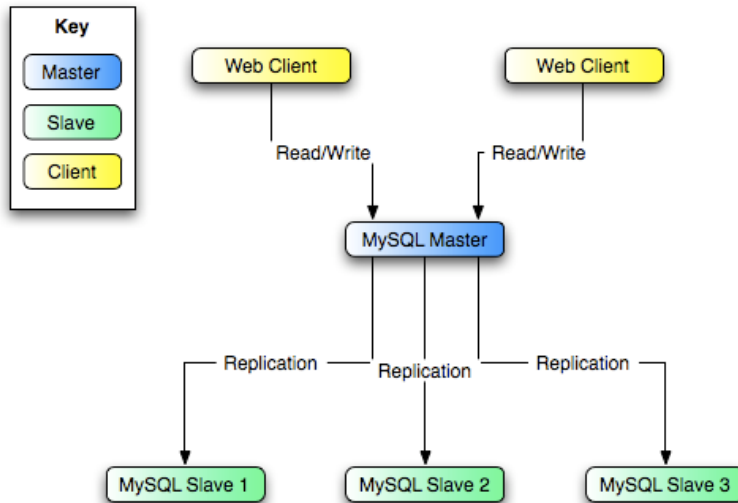 Key
Master
Slave
Client
Web Client
Web Client
Read/Write
Read/Write
MySQL Master
Replication
Replication
Replication
MySQL Slave 1
MySQL Slave 2
MySQL Slave 3